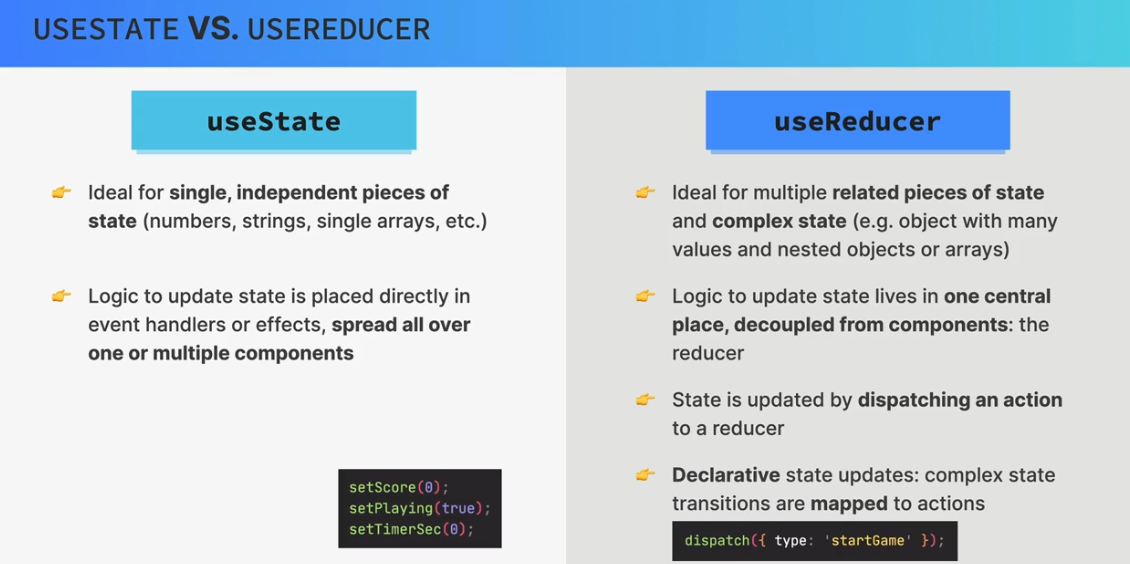 USESTATE VS. USEREDUCER
useState
👉 Ideal for single, independent pieces of
state (numbers, strings, single arrays, etc.)
👉 Logic to update state is placed directly in
event handlers or effects, spread all over
one or multiple components
setScore(0);
setPlaying(true);
setTimerSec(0);
useReducer
👉 Ideal for multiple related pieces of state
and complex state (e.g. object with many
values and nested objects or arrays)
👉 Logic to update state lives in one central
place, decoupled from components: the
reducer
👉 State is updated by dispatching an action
to a reducer
👉 Declarative state updates: complex state
transitions are mapped to actions
dispatch({ type: 'startGame' });